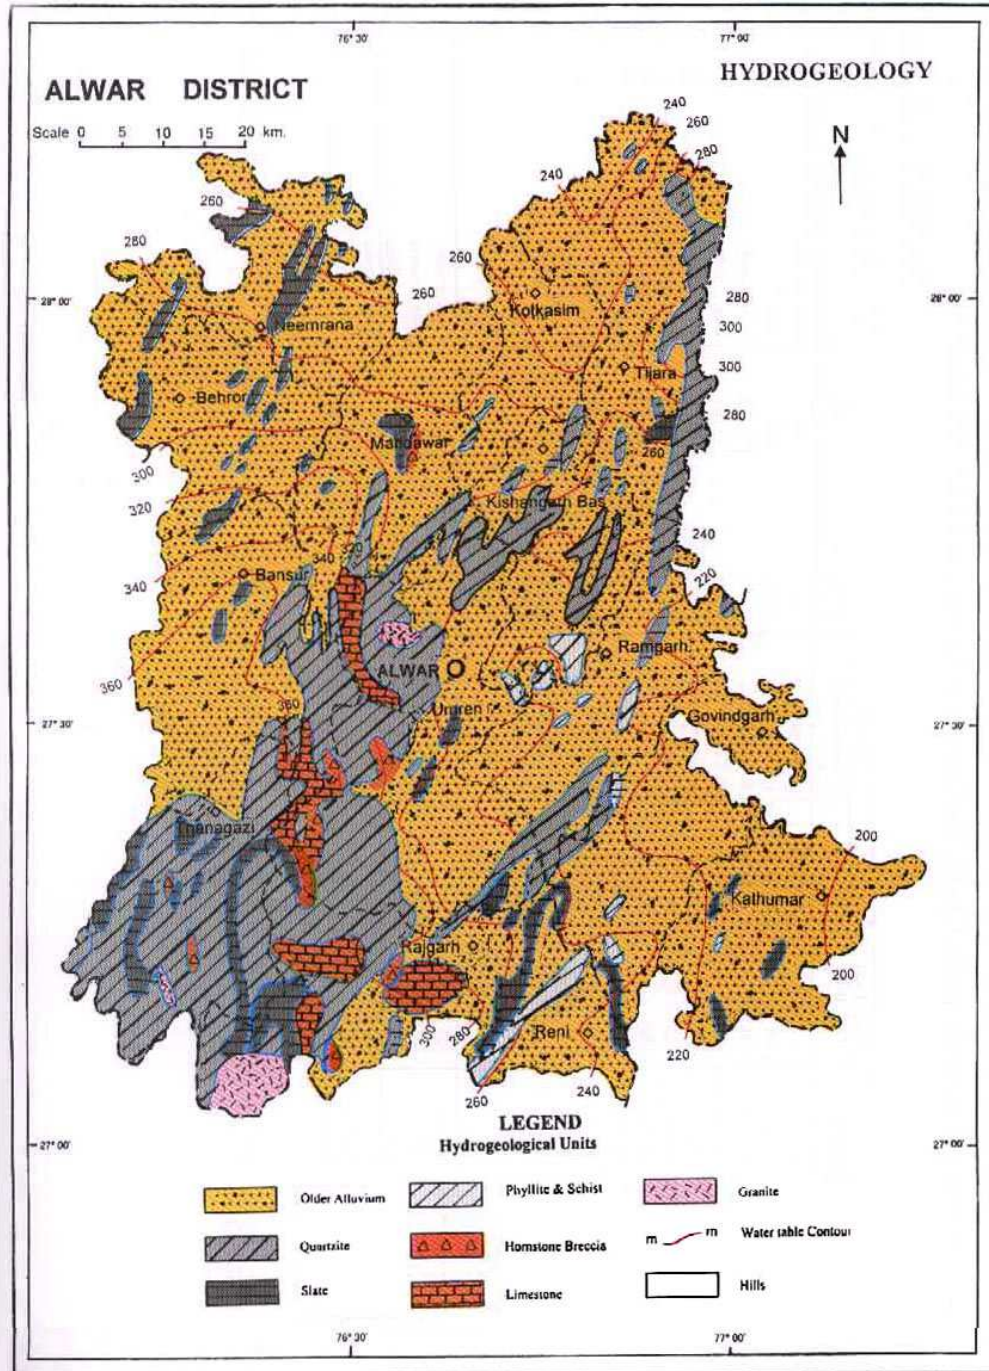 76° 30'
77° 00'
ALWAR DISTRICT
HYDROGEOLOGY
Scale 0 5 10 15 20 km.
N
240
260
280
240
260
280
260
260
28° 00'
28° 00'
280
300
300
280
Kotkasim
Neemrana
Tijara
Behror
Mandawar
260
300
320
Kishangarh Bas
240
220
340
320
340
Bansur
Ramgarh
ALWAR
360
360
Umren
Govindgarh
27° 30'
27° 30'
Thanagazi
200
Kathumar
Rajgarh
200
300
280
Reni
220
260
240
27° 00'
27° 00'
LEGEND
Hydrogeological Units
Older Alluvium
Phyllite & Schist
Granite
Quartzite
Hornstone Breccia
m m Water table Contour
Slate
Limestone
Hills
76° 30'
77° 00'